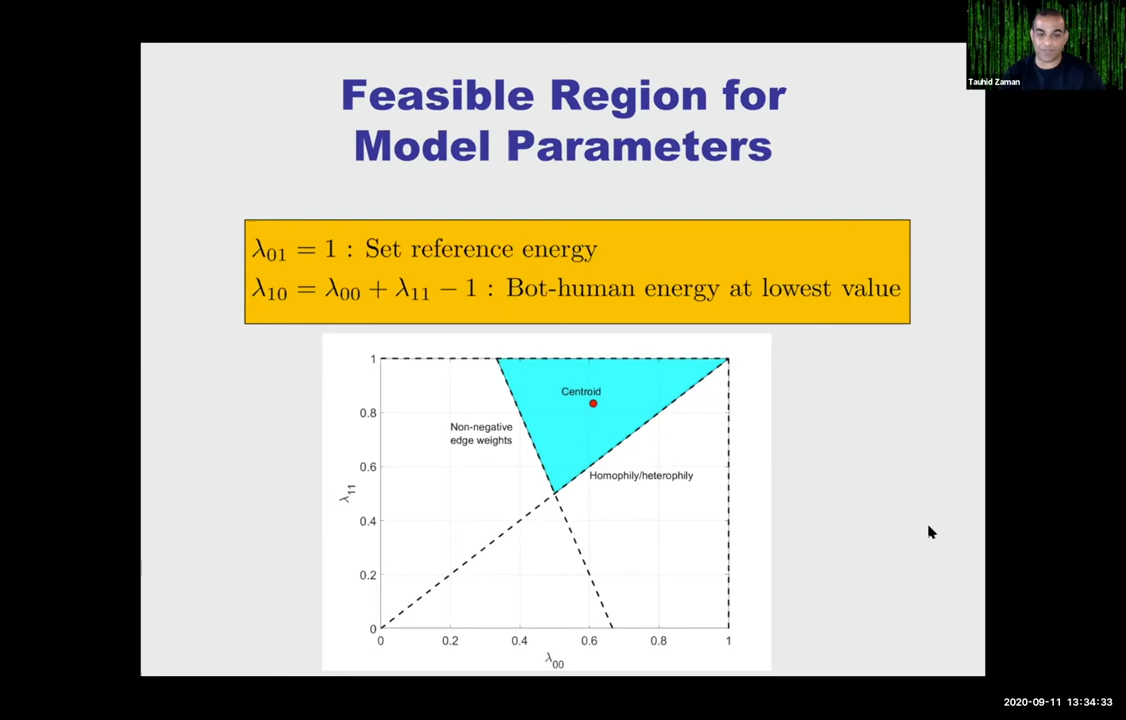 Tauhid Zaman
Feasible Region for
Model Parameters
λ01 = 1 : Set reference energy
λ10 = λ00 + λ11 − 1 : Bot-human energy at lowest value
1
0.8
0.6
0.4
0.2
0
λ11
Centroid
Non-negative
edge weights
Homophily/heterophily
0 0.2 0.4 0.6 0.8 1
λ00
2020-09-11 13:34:33